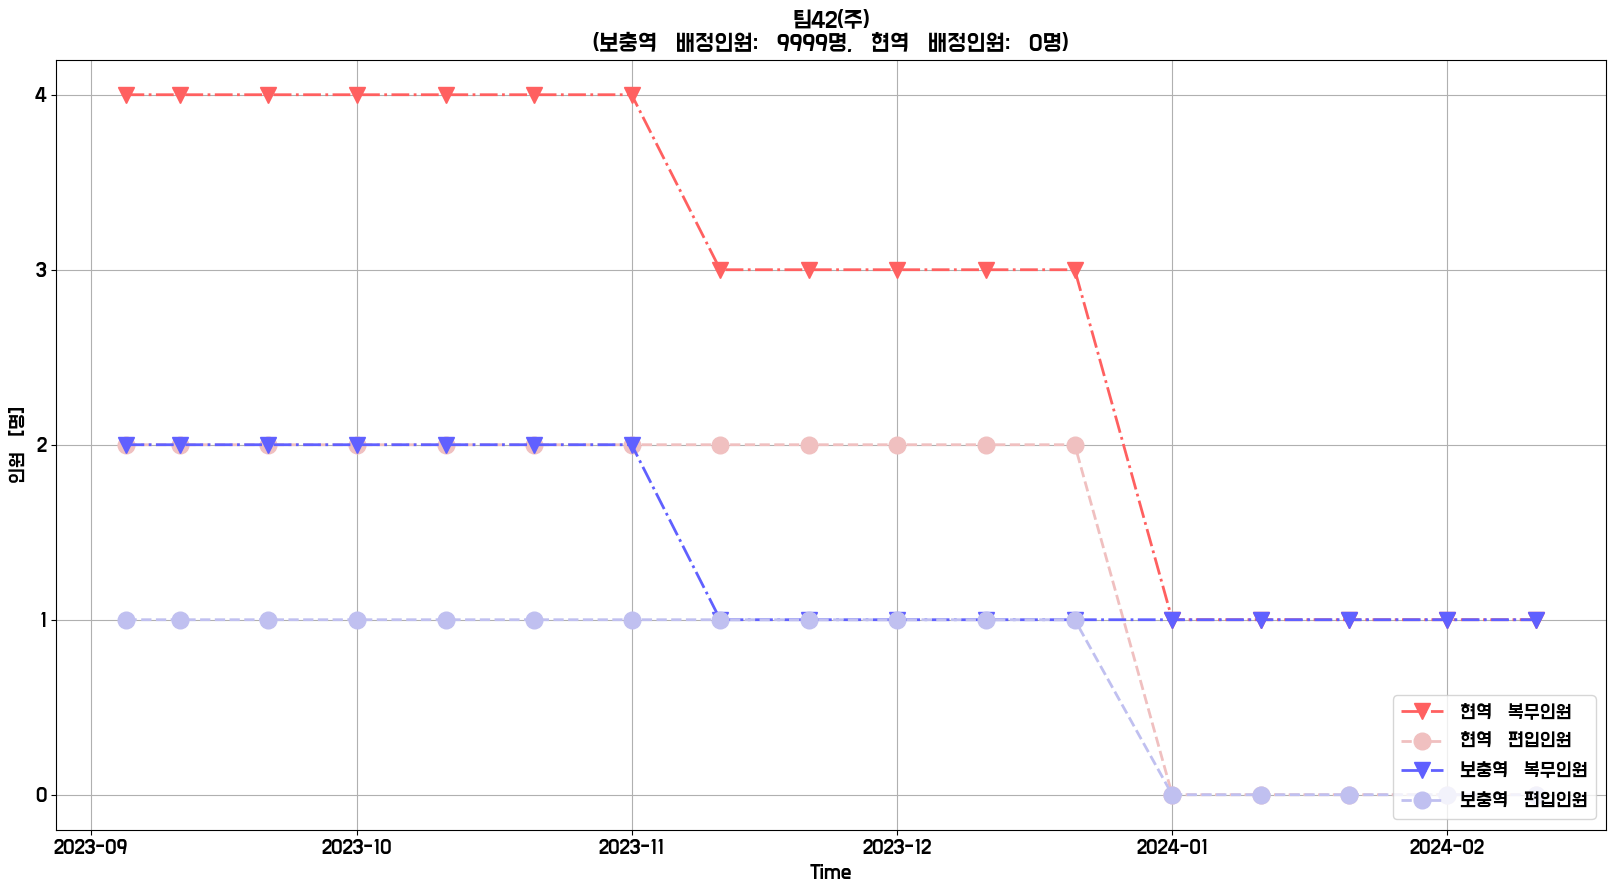 팀42(주)
(보충역 배정인원: 9999명, 현역 배정인원: 0명)
4
3
2
1
0
인원 [명]
2023-09
2023-10
2023-11
2023-12
2024-01
2024-02
Time
현역 복무인원
현역 편입인원
보충역 복무인원
보충역 편입인원